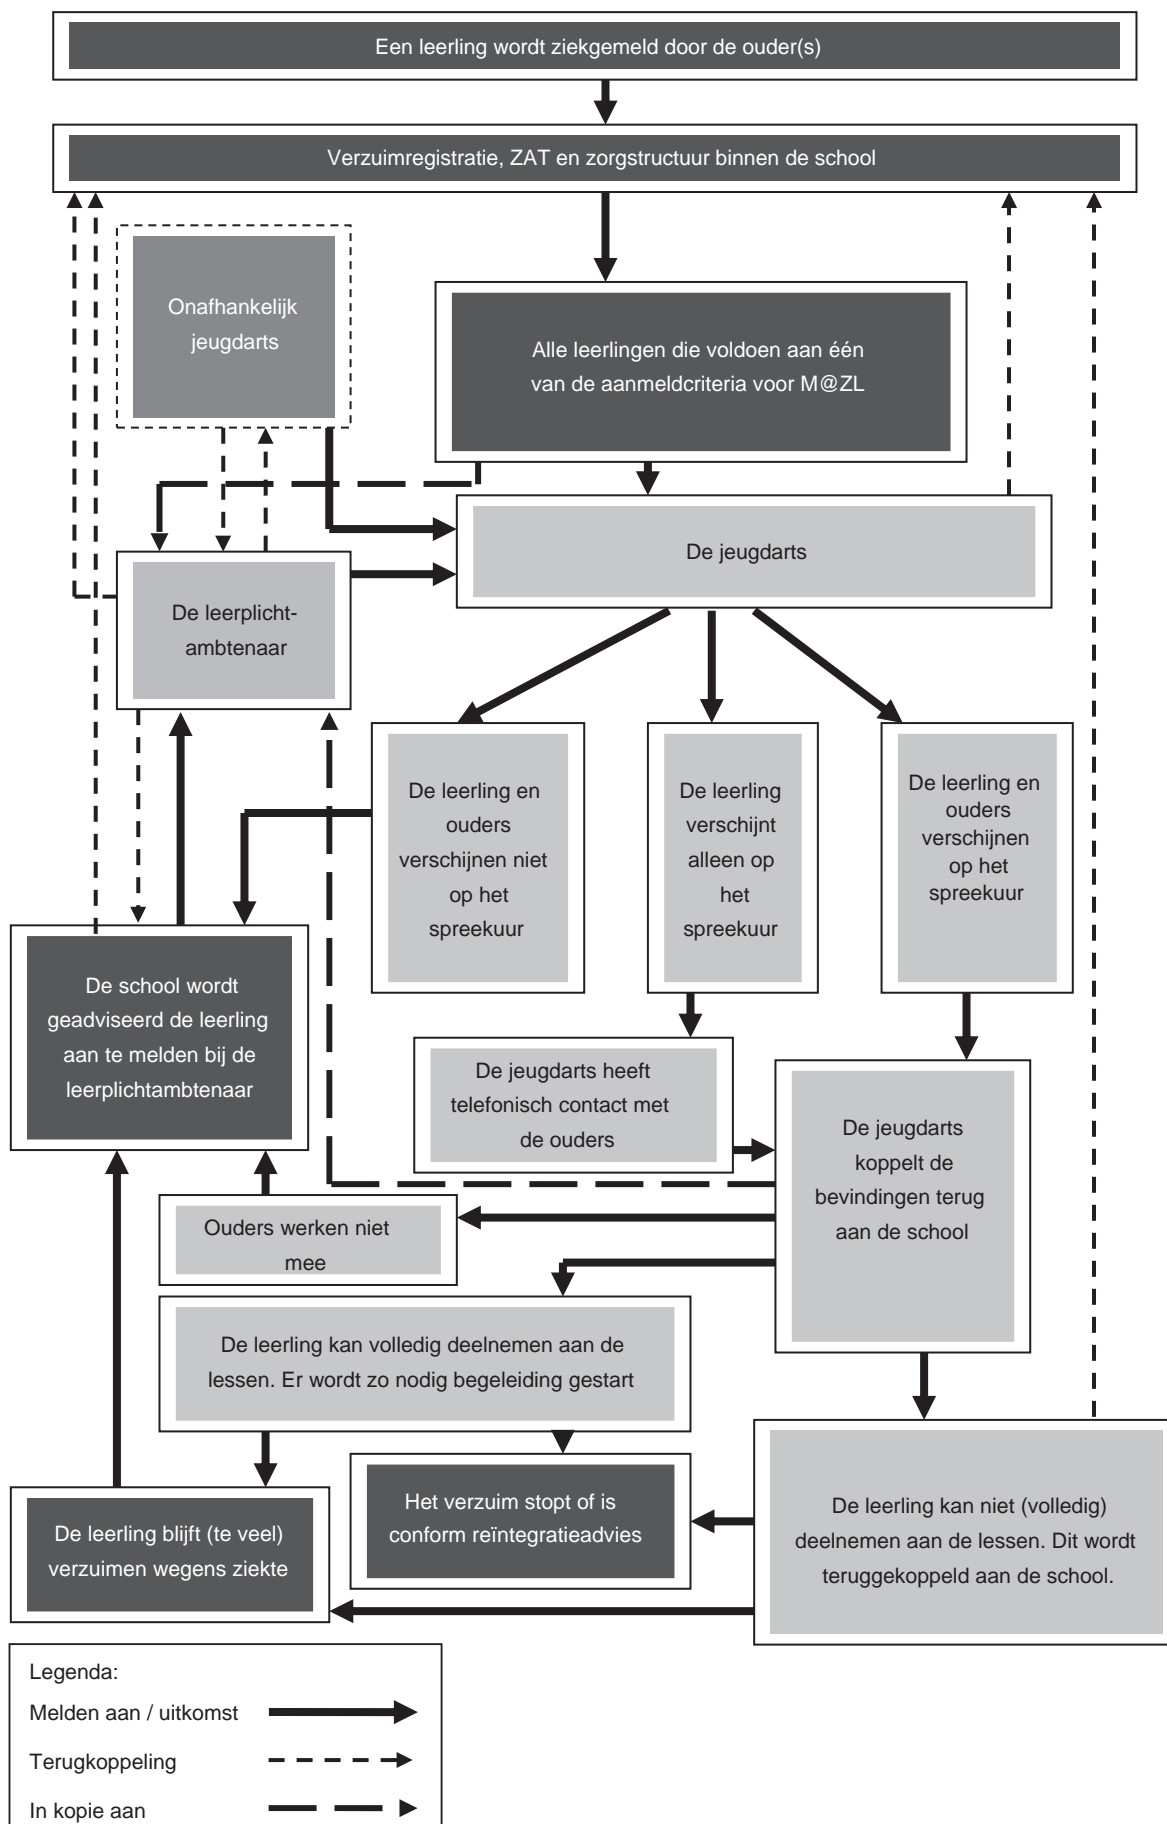 Een leerling wordt ziekgemeld door de ouder(s)
Verzuimregistratie, ZAT en zorgstructuur binnen de school
Onafhankelijk
jeugdarts
Alle leerlingen die voldoen aan één
van de aanmeldcriteria voor M@ZL
De jeugdarts
De leerplicht-
ambtenaar
De leerling en
ouders
verschijnen niet
op het
spreekuur
De leerling
verschijnt
alleen op
het
spreekuur
De leerling en
ouders
verschijnen
op het
spreekuur
De school wordt
geadviseerd de leerling
aan te melden bij de
leerplichtambtenaar
De jeugdarts heeft
telefonisch contact met
de ouders
De jeugdarts
koppelt de
bevindingen terug
aan de school
Ouders werken niet
mee
De leerling kan volledig deelnemen aan de
lessen. Er wordt zo nodig begeleiding gestart
De leerling blijft (te veel)
verzuimen wegens ziekte
Het verzuim stopt of is
conform reïntegratieadvies
De leerling kan niet (volledig)
deelnemen aan de lessen. Dit wordt
teruggekoppeld aan de school.
Legenda:
Melden aan / uitkomst
Terugkoppeling
In kopie aan